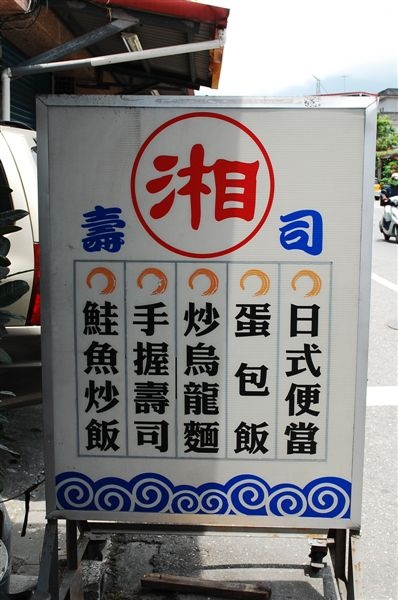 湘
壽司
日式便當
蛋包飯
炒烏龍麵
手握壽司
鮭魚炒飯